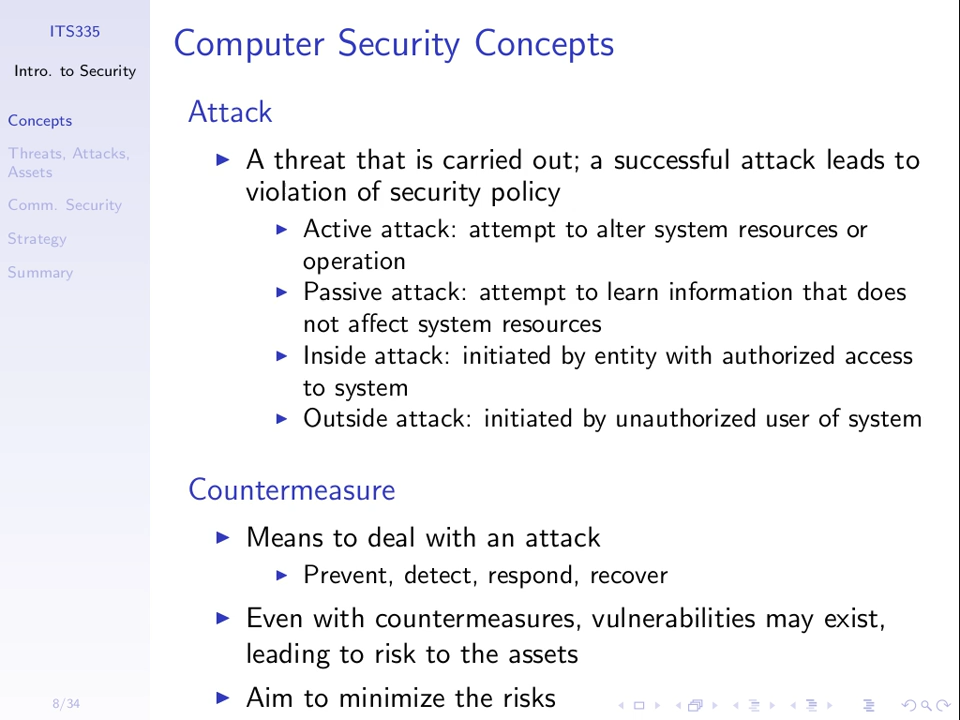 ITS335
Intro. to Security
Concepts
Threats, Attacks,
Assets
Comm. Security
Strategy
Summary
8/34
Computer Security Concepts
Attack
A threat that is carried out; a successful attack leads to
violation of security policy
Active attack: attempt to alter system resources or
operation
Passive attack: attempt to learn information that does
not affect system resources
Inside attack: initiated by entity with authorized access
to system
Outside attack: initiated by unauthorized user of system
Countermeasure
Means to deal with an attack
Prevent, detect, respond, recover
Even with countermeasures, vulnerabilities may exist,
leading to risk to the assets
Aim to minimize the risks